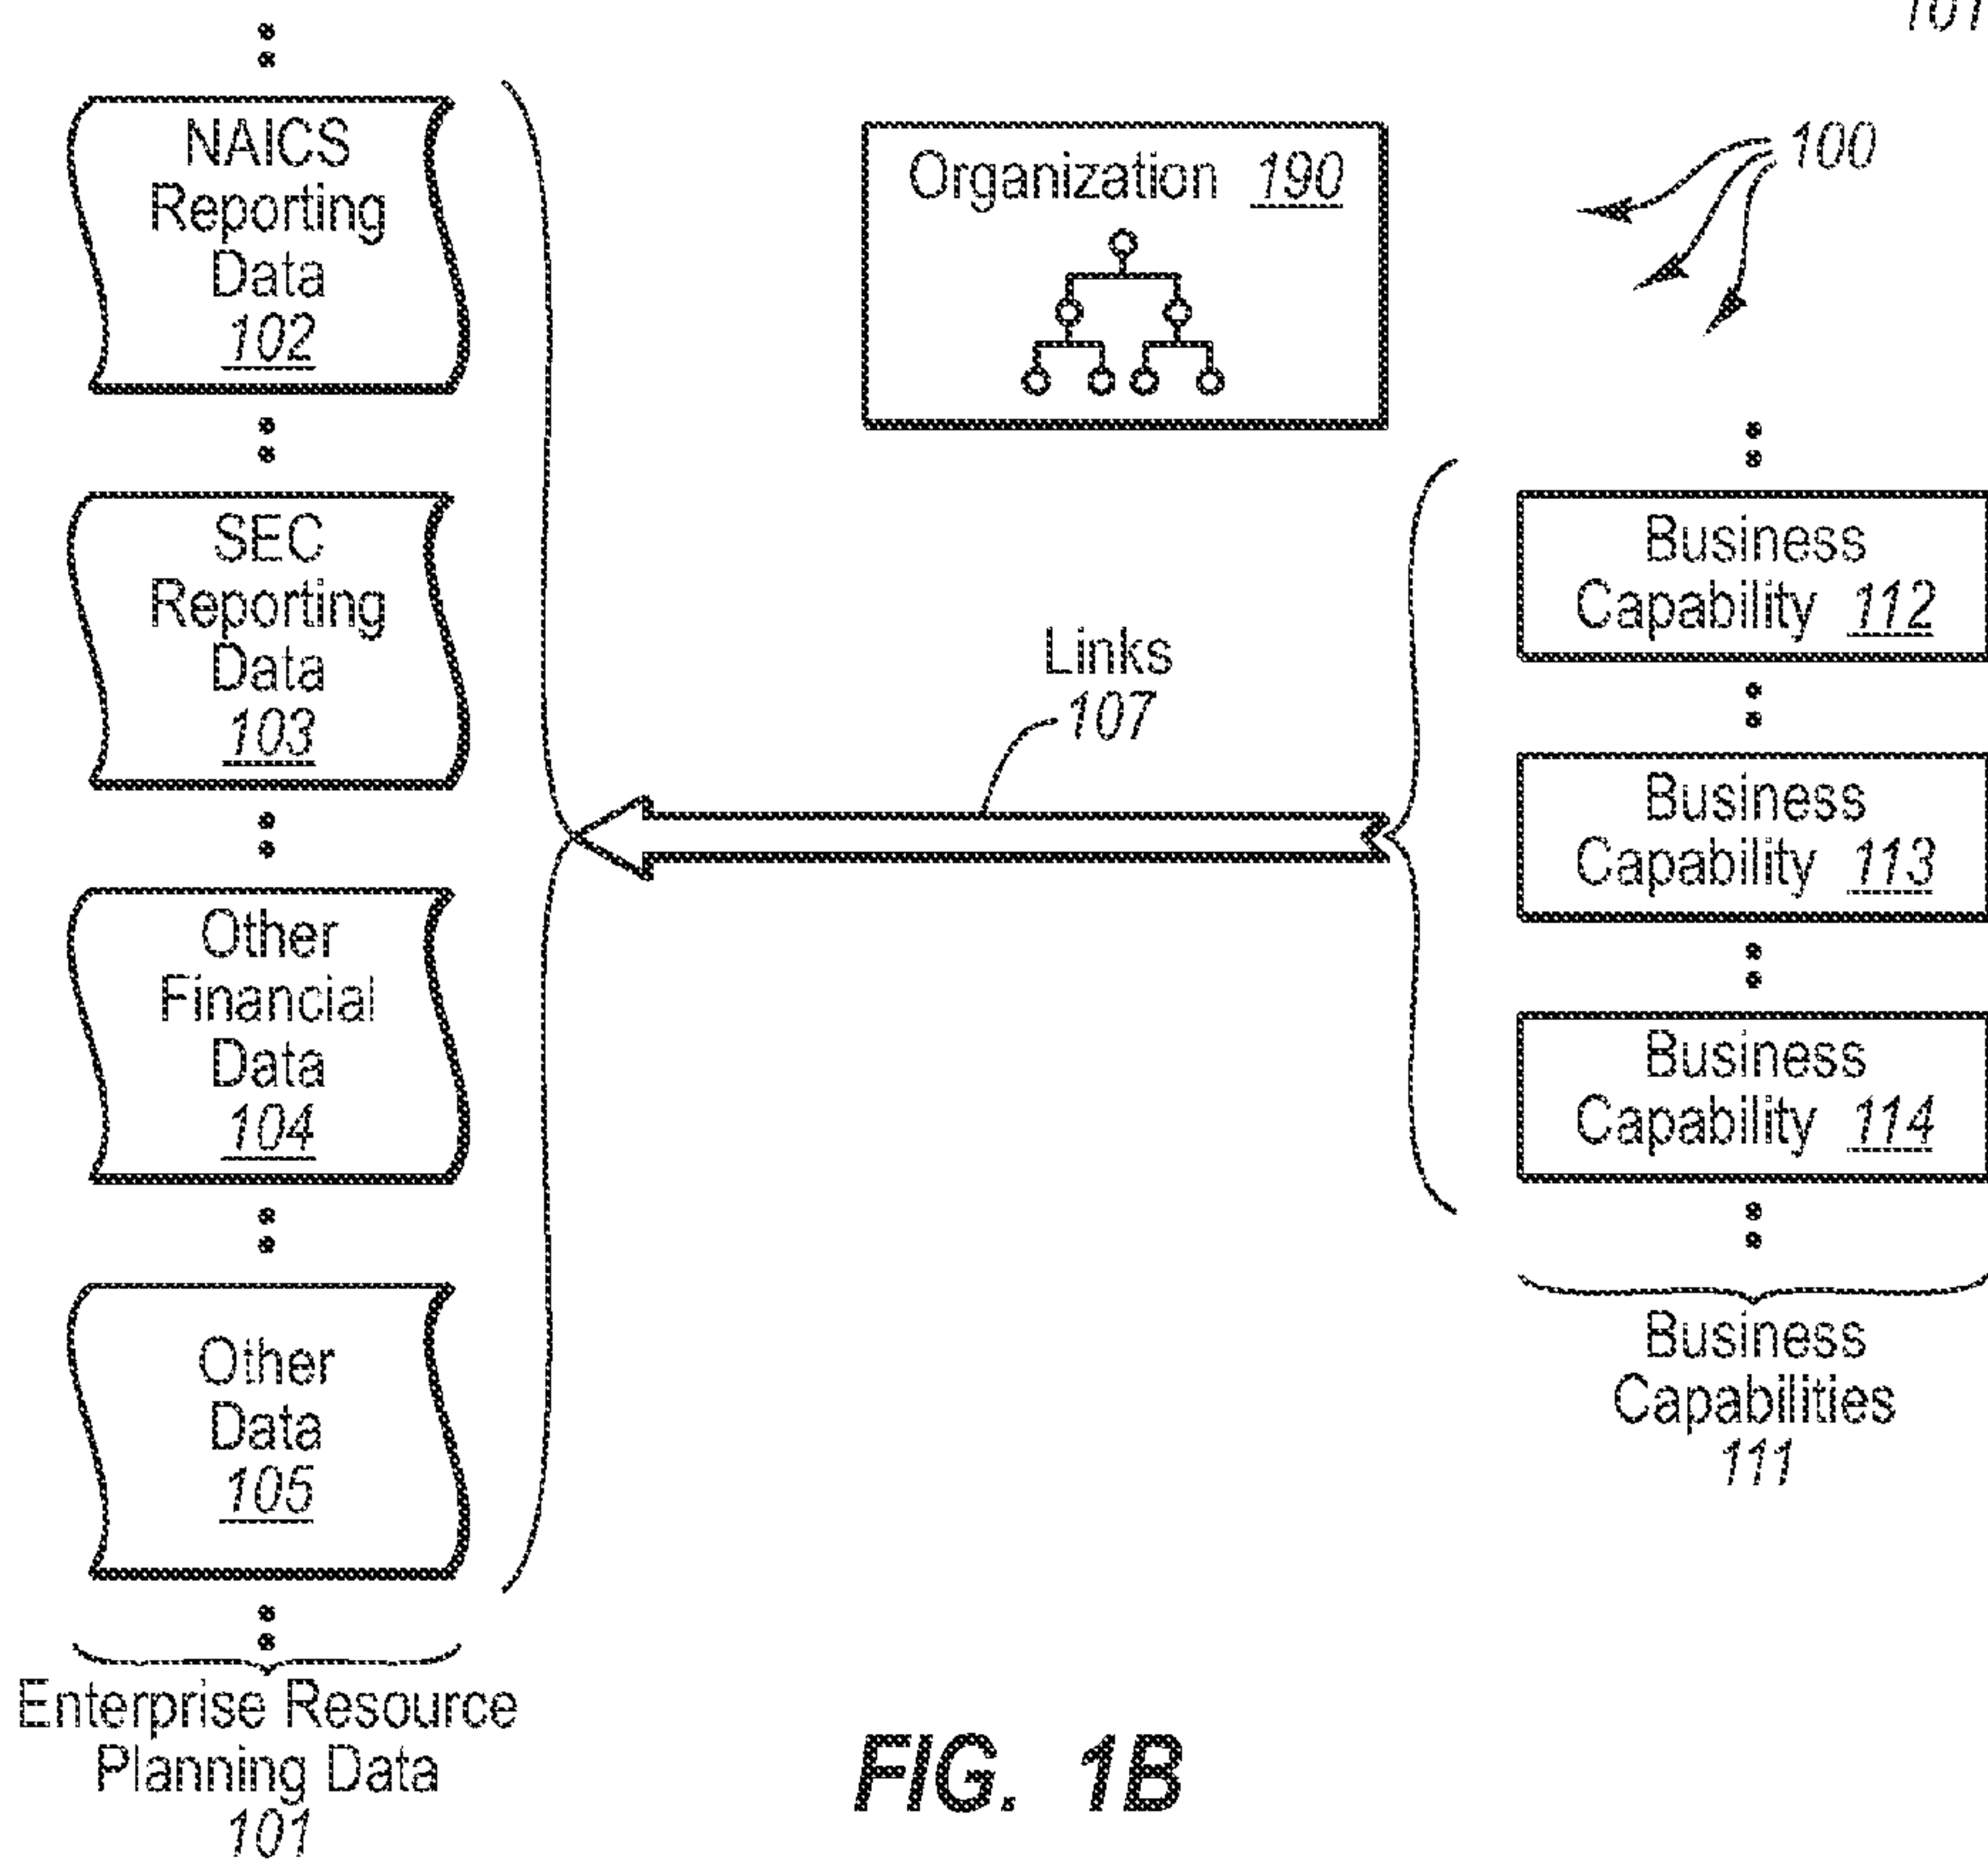 101
NAICS
Reporting
Data
102
Organization 190
100
SEC
Reporting
Data
103
Links
107
Business
Capability 112
Business
Capability 113
Other
Financial
Data
104
Business
Capability 114
Other
Data
105
Business
Capabilities
111
Enterprise Resource
Planning Data
101
FIG. 1B